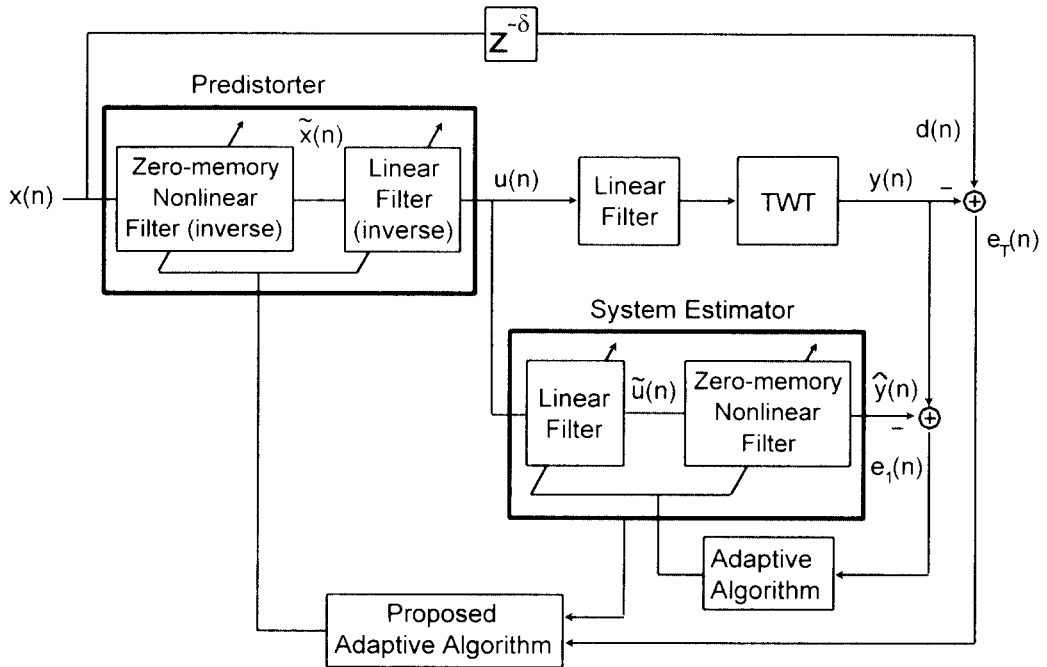 z^-δ
Predistorter
d(n)
x(n)
Zero-memory
Nonlinear
Filter (inverse)
x̃(n)
Linear
Filter
(inverse)
u(n)
Linear
Filter
TWT
y(n)
−
+
e_T(n)
System Estimator
Linear
Filter
ũ(n)
Zero-memory
Nonlinear
Filter
ŷ(n)
−
+
e_1(n)
Adaptive
Algorithm
Proposed
Adaptive Algorithm